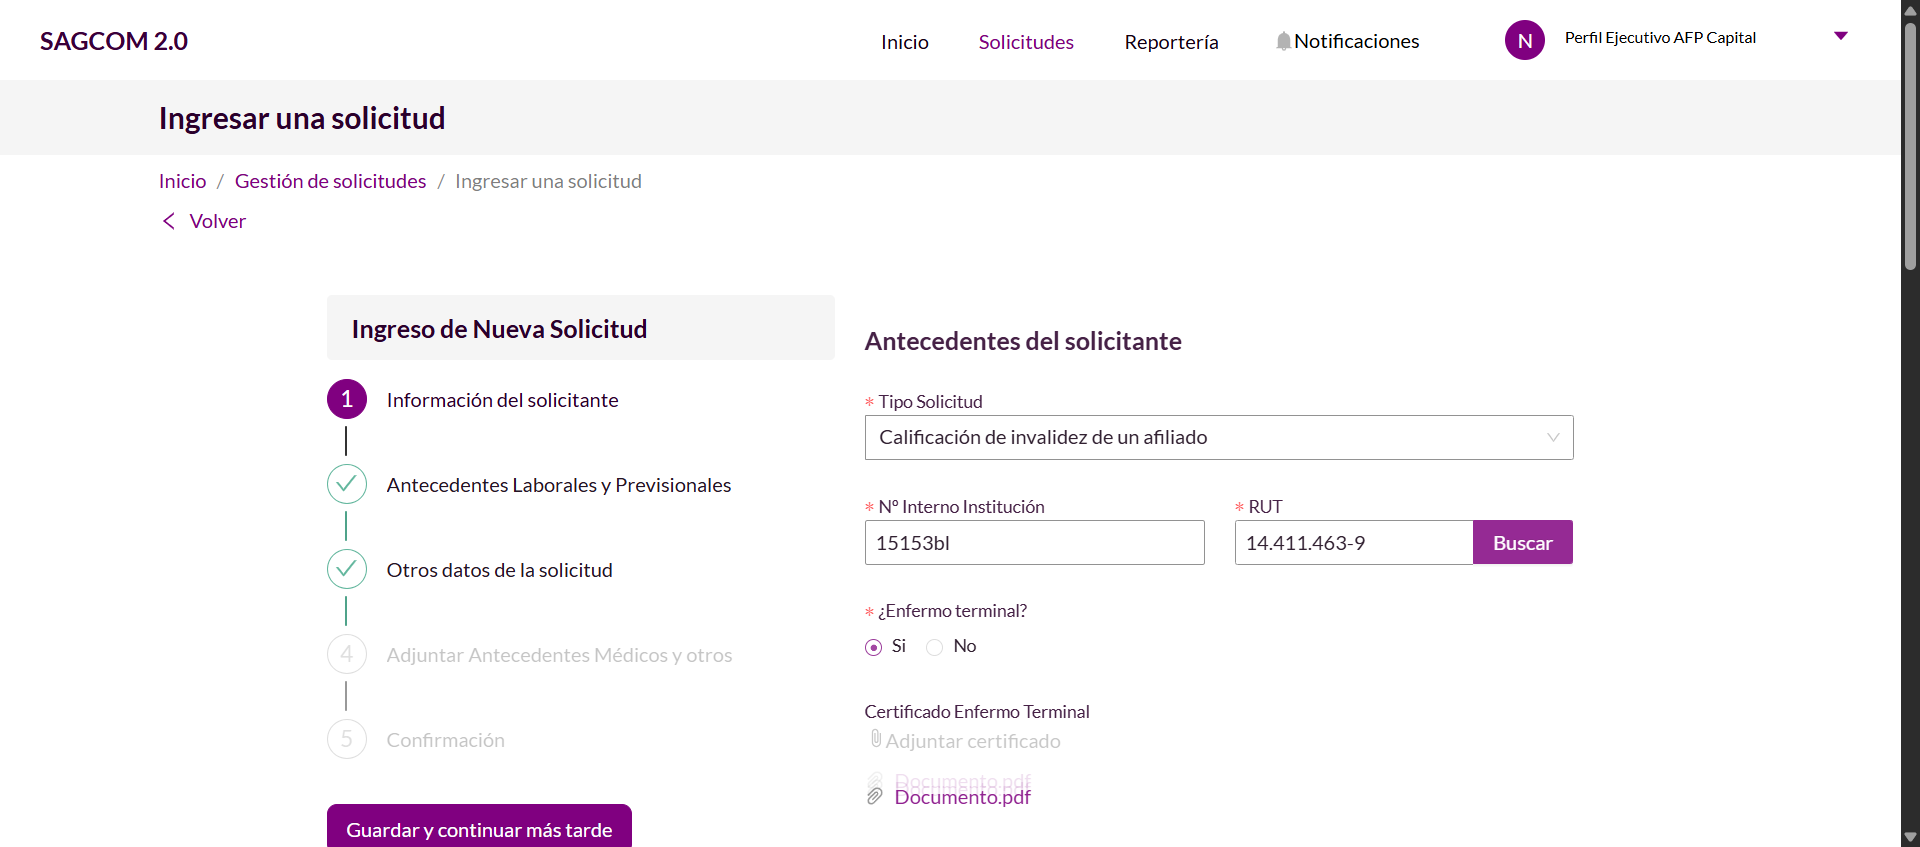 SAGCOM 2.0
Inicio
Solicitudes
Reportería
Notificaciones
N
Perfil Ejecutivo AFP Capital
Ingresar una solicitud
Inicio / Gestión de solicitudes / Ingresar una solicitud
Volver
Ingreso de Nueva Solicitud
1
Información del solicitante
Antecedentes Laborales y Previsionales
Otros datos de la solicitud
4
Adjuntar Antecedentes Médicos y otros
5
Confirmación
Guardar y continuar más tarde
Antecedentes del solicitante
* Tipo Solicitud
Calificación de invalidez de un afiliado
* Nº Interno Institución
15153bl
* RUT
14.411.463-9
Buscar
* ¿Enfermo terminal?
Si
No
Certificado Enfermo Terminal
Adjuntar certificado
Documento.pdf
Documento.pdf
Documento.pdf